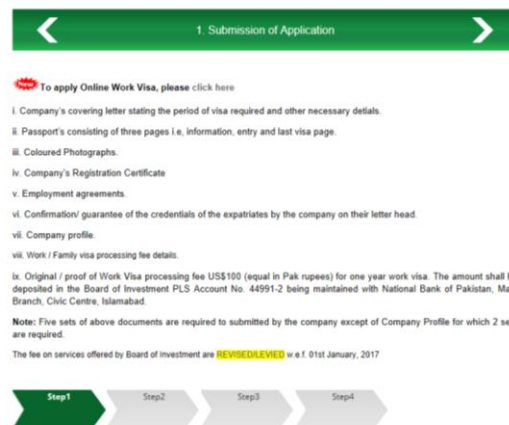 1. Submission of Application
New To apply Online Work Visa, please click here
i. Company's covering letter stating the period of visa required and other necessary detials.
ii. Passport's consisting of three pages i.e, information, entry and last visa page.
iii. Coloured Photographs.
iv. Company's Registration Certificate
v. Employment agreements.
vi. Confirmation/ guarantee of the credentials of the expatriates by the company on their letter head.
vii. Company profile.
viii. Work / Family visa processing fee details.
ix. Original / proof of Work Visa processing fee US$100 (equal in Pak rupees) for one year work visa. The amount shall
deposited in the Board of Investment PLS Account No. 44991-2 being maintained with National Bank of Pakistan,
Branch, Civic Centre, Islamabad.
Note: Five sets of above documents are required to submitted by the company except of Company Profile for which 2
are required.
The fee on services offered by Board of Investment are REVISED/LEVIED w.e.f. 01st January, 2017
Step1 Step2 Step3 Step4